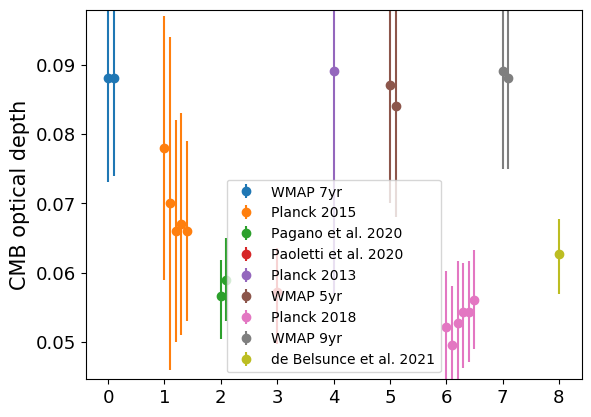 CMB optical depth
0.09
0.08
0.07
0.06
0.05
WMAP 7yr
Planck 2015
Pagano et al. 2020
Paoletti et al. 2020
Planck 2013
WMAP 5yr
Planck 2018
WMAP 9yr
de Belsunce et al. 2021
0 1 2 3 4 5 6 7 8